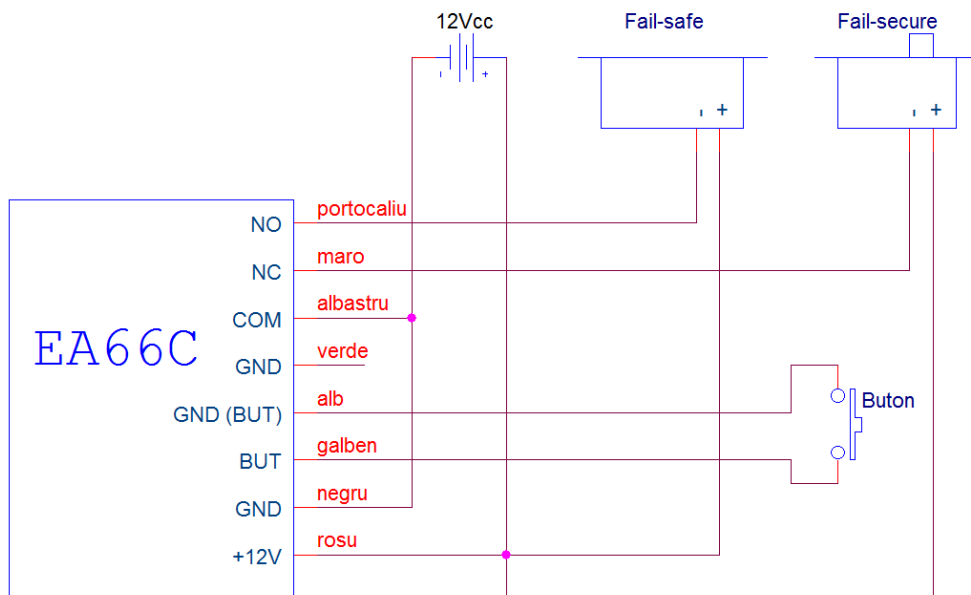 12Vcc
Fail-safe
Fail-secure
- +
- +
- +
NO
portocaliu
NC
maro
COM
albastru
EA66C
GND
verde
GND (BUT)
alb
Buton
BUT
galben
GND
negru
+12V
rosu